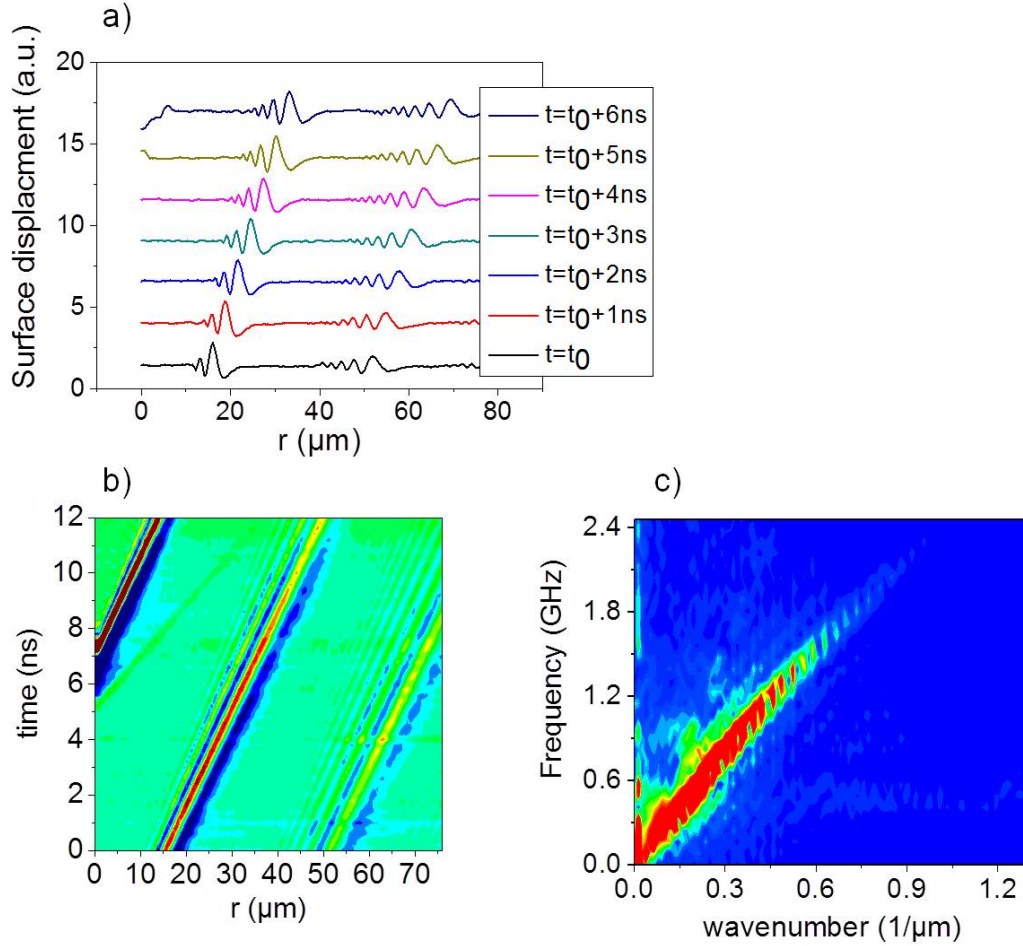 a)
Surface displacment (a.u.)
20
15
10
5
0
0
20
40
60
80
r (µm)
t=t0+6ns
t=t0+5ns
t=t0+4ns
t=t0+3ns
t=t0+2ns
t=t0+1ns
t=t0
b)
time (ns)
12
10
8
6
4
2
0
0
10
20
30
40
50
60
70
r (µm)
c)
Frequency (GHz)
2.4
1.8
1.2
0.6
0.0
0.0
0.3
0.6
0.9
1.2
wavenumber (1/µm)